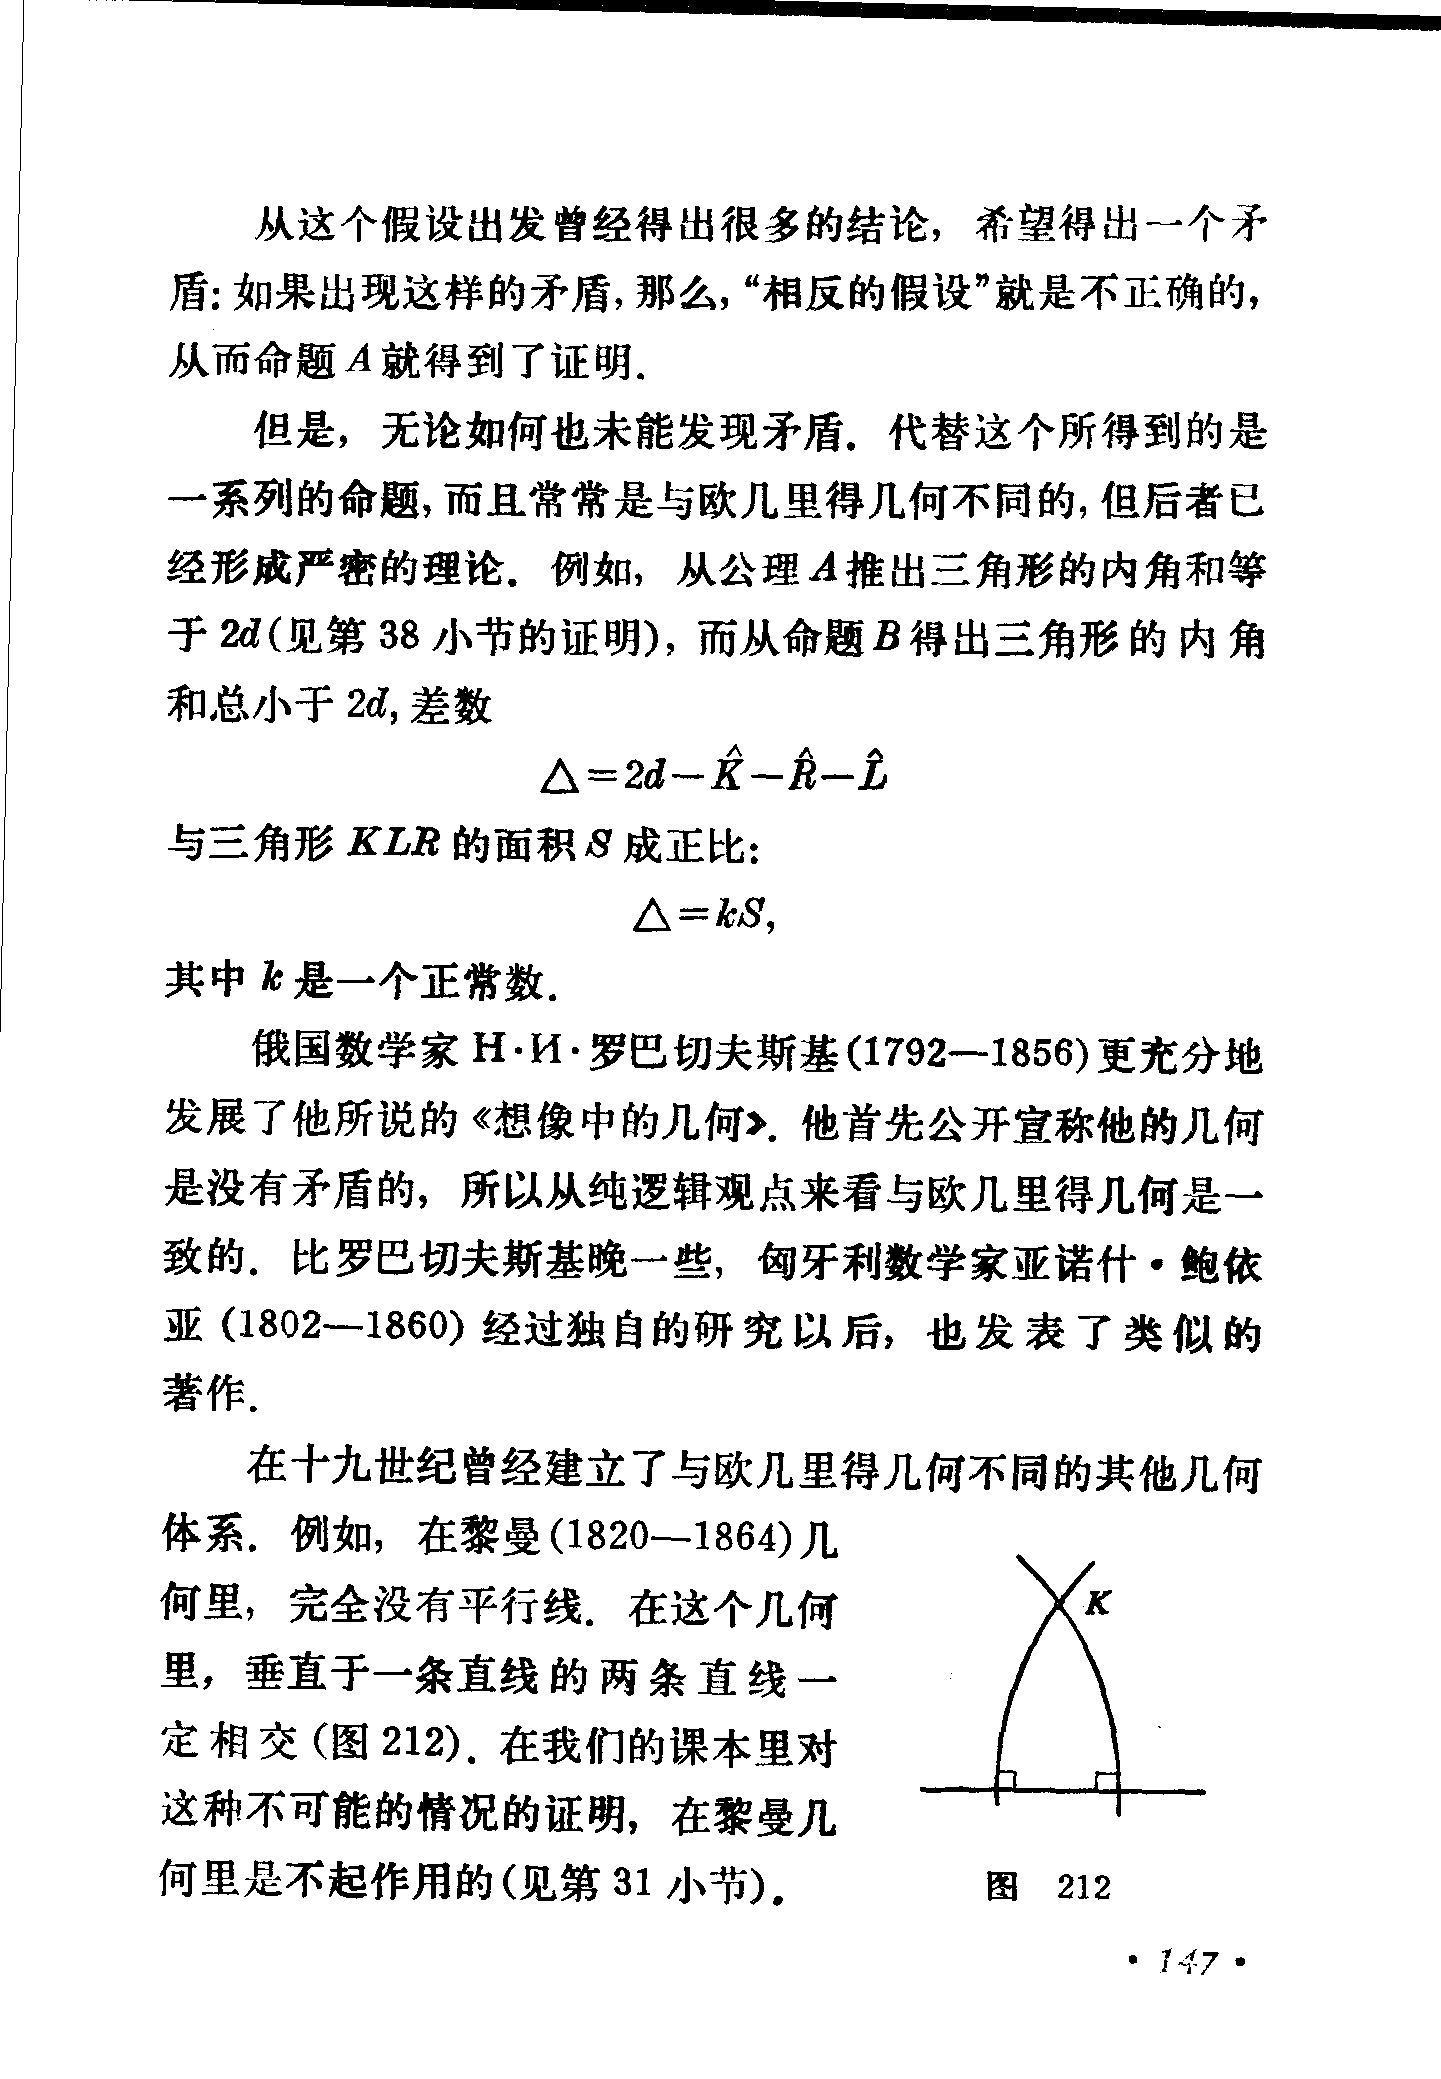 从这个假设出发曾经得出很多的结论，希望得出一个矛
盾：如果出现这样的矛盾，那么，“相反的假设”就是不正确的，
从而命题 A 就得到了证明．
但是，无论如何也未能发现矛盾．代替这个所得到的是
一系列的命题，而且常常是与欧几里得几何不同的，但后者已
经形成严密的理论．例如，从公理 A 推出三角形的内角和等
于 2d（见第 38 小节的证明），而从命题 B 得出三角形的内角
和总小于 2d，差数
△＝2d－K̂－R̂－L̂
与三角形 KLR 的面积 S 成正比：
△＝kS，
其中 k 是一个正常数．
俄国数学家 Н·И·罗巴切夫斯基（1792—1856）更充分地
发展了他所说的《想像中的几何》．他首先公开宣称他的几何
是没有矛盾的，所以从纯逻辑观点来看与欧几里得几何是一
致的．比罗巴切夫斯基晚一些，匈牙利数学家亚诺什·鲍依
亚（1802—1860）经过独自的研究以后，也发表了类似的
著作．
在十九世纪曾经建立了与欧几里得几何不同的其他几何
体系．例如，在黎曼（1820—1864）几
何里，完全没有平行线．在这个几何
里，垂直于一条直线的两条直线一
定相交（图 212）．在我们的课本里对
这种不可能的情况的证明，在黎曼几
何里是不起作用的（见第 31 小节）．
K
图 212
·147·